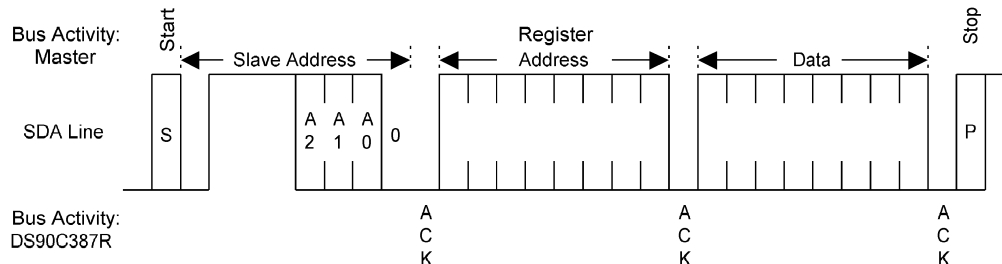 Bus Activity:
Master
Start
Slave Address
Register
Address
Data
Stop
SDA Line
S
A
2
A
1
A
0
0
P
Bus Activity:
DS90C387R
A
C
K
A
C
K
A
C
K